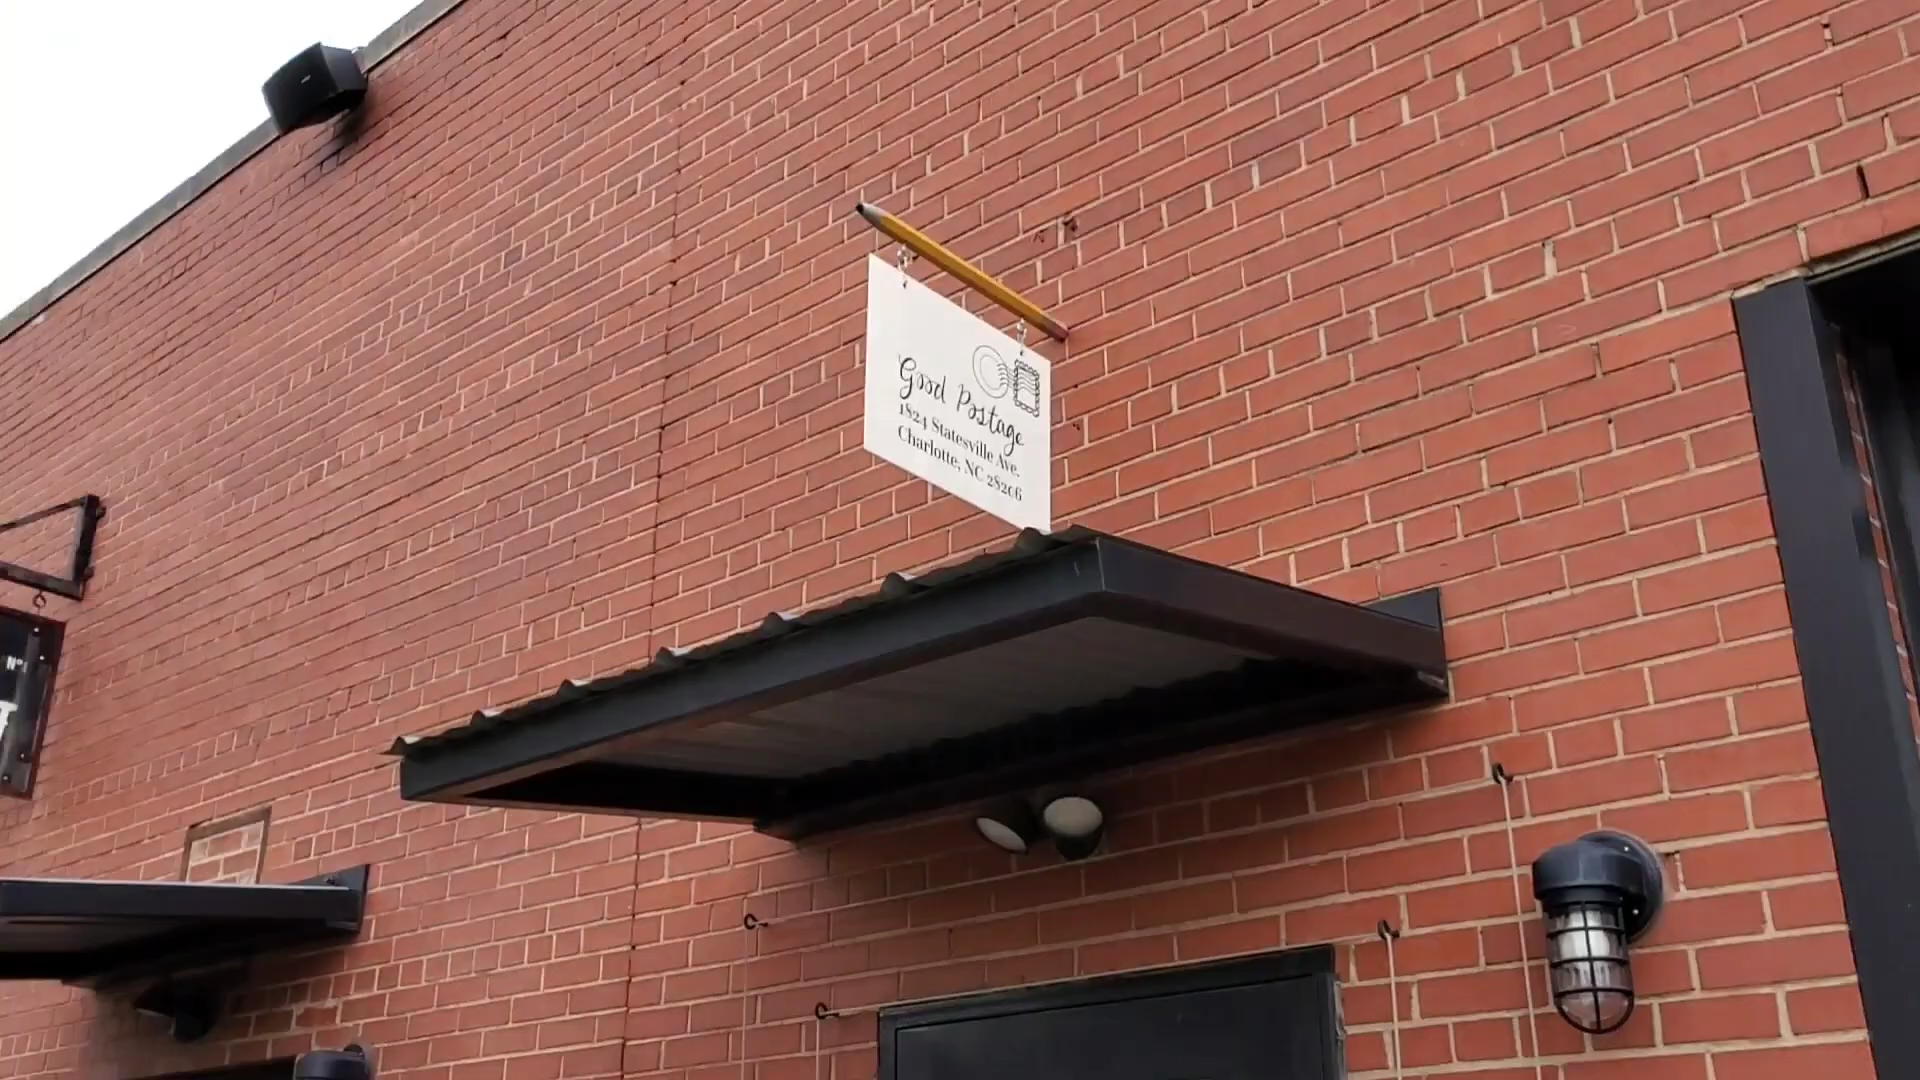 Good Postage
1824 Statesville Ave.
Charlotte, NC 28206
N°
T